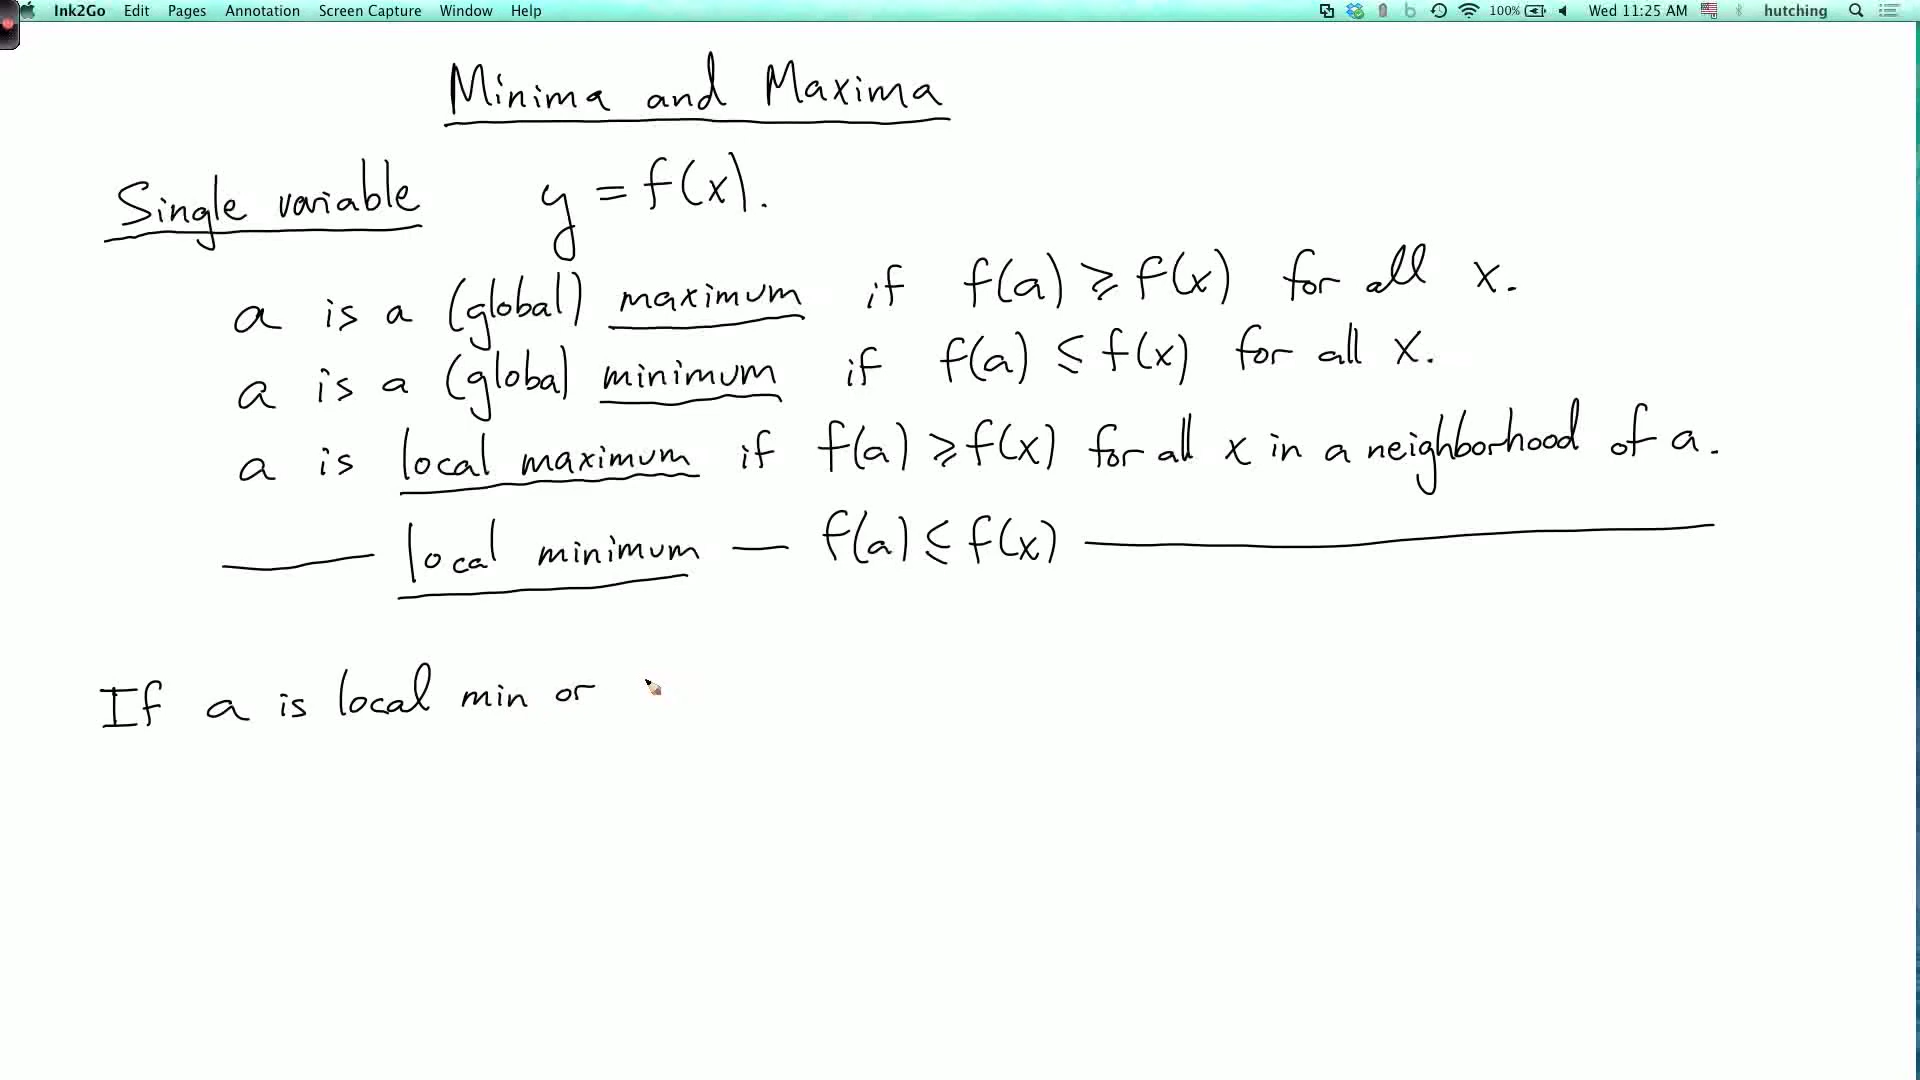 Ink2Go Edit Pages Annotation Screen Capture Window Help 100% Wed 11:25 AM hutching
Minima and Maxima
Single variable y = f(x).
a is a (global) maximum if f(a) ⩾ f(x) for all x.
a is a (global) minimum if f(a) ⩽ f(x) for all x.
a is local maximum if f(a) ⩾ f(x) for all x in a neighborhood of a.
—— local minimum — f(a) ⩽ f(x) ——————
If a is local min or